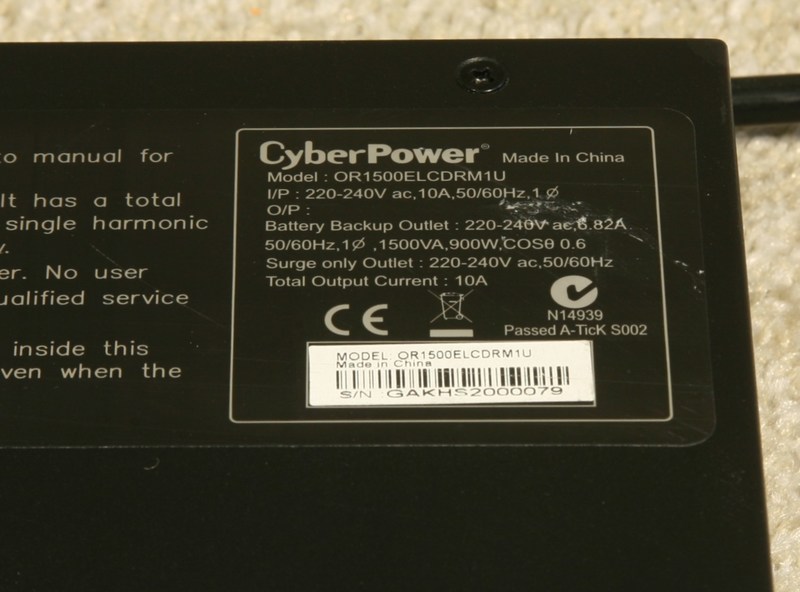 to manual for
It has a total
single harmonic
y.
er. No user
ualified service
inside this
ven when the
CyberPower® Made In China
Model : OR1500ELCDRM1U
I/P : 220-240V ac,10A,50/60Hz,1∅
O/P :
Battery Backup Outlet : 220-240V ac,6.82A
50/60Hz,1∅ ,1500VA,900W,COSθ 0.6
Surge only Outlet : 220-240V ac,50/60Hz
Total Output Current : 10A
CE
N14939
Passed A-TicK S002
MODEL OR1500ELCDRM1U
Made in China
S/N GAKHS2000079